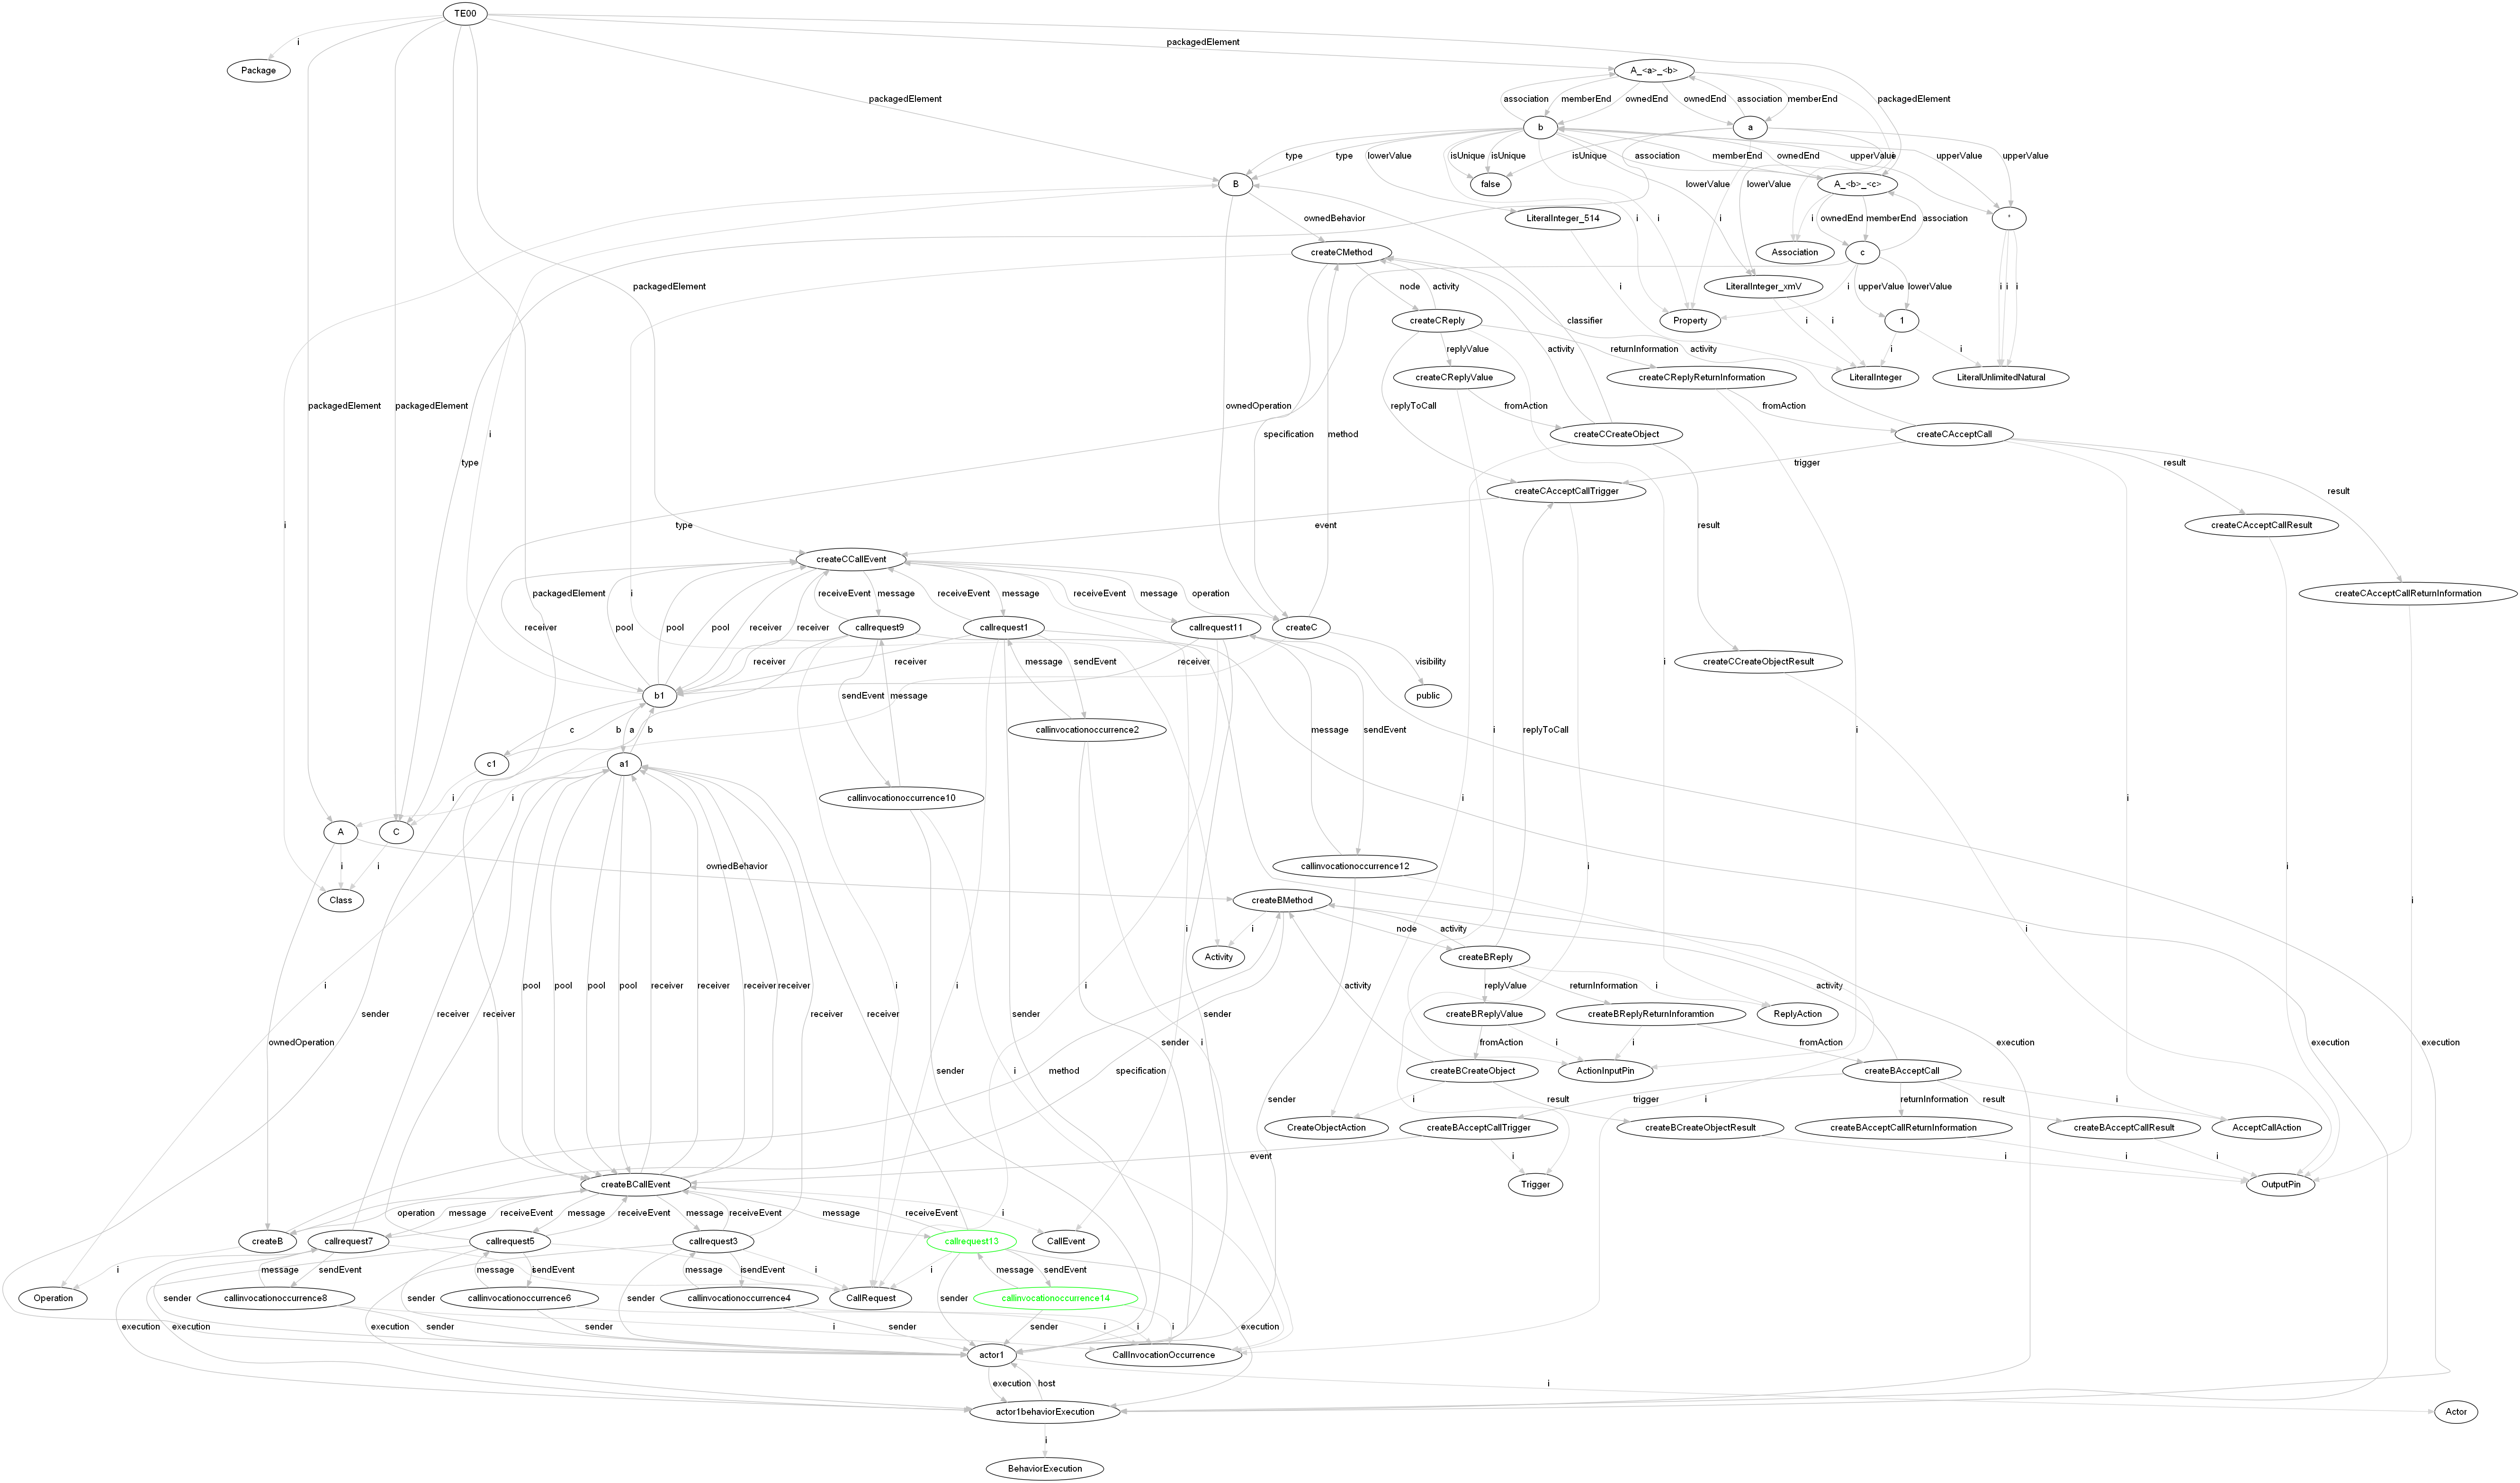 TE00
i
Package
packagedElement
A_<a>_<b>
packagedElement
association
memberEnd
ownedEnd
ownedEnd
association
memberEnd
packagedElement
b
a
type
type
lowerValue
isUnique
isUnique
isUnique
association
memberEnd
ownedEnd
upperValue
lowerValue
lowerValue
i
upperValue
upperValue
B
false
A_<b>_<c>
ownedBehavior
LiteralInteger_514
i
i
i
i
ownedEnd
memberEnd
association
*
createCMethod
Association
c
packagedElement
node
activity
i
LiteralInteger_xmV
i
upperValue
lowerValue
i
i
i
createCReply
classifier
Property
i
i
1
replyValue
returnInformation
activity
activity
i
i
createCReplyValue
createCReplyReturnInformation
LiteralInteger
LiteralUnlimitedNatural
packagedElement
packagedElement
ownedOperation
replyToCall
fromAction
fromAction
i
type
specification
method
createCCreateObject
createCAcceptCall
trigger
result
result
createCAcceptCallTrigger
i
type
event
result
createCAcceptCallResult
createCCallEvent
packagedElement
receiver
pool
pool
receiver
receiver
i
receiveEvent
message
receiveEvent
message
receiveEvent
message
operation
createCAcceptCallReturnInformation
callrequest9
callrequest1
callrequest11
createC
receiver
receiver
sendEvent
message
message
sendEvent
receiver
visibility
i
createCCreateObjectResult
b1
public
c
b
a
b
callinvocationoccurrence2
message
sendEvent
replyToCall
i
i
c1
a1
i
i
callinvocationoccurrence10
i
i
A
C
i
i
ownedBehavior
callinvocationoccurrence12
i
i
Class
createBMethod
node
activity
i
i
Activity
createBReply
pool
pool
pool
pool
receiver
receiver
receiver
receiver
receiver
receiver
receiver
receiver
i
i
i
activity
replyValue
returnInformation
i
activity
sender
sender
sender
createBReplyValue
createBReplyReturnInforamtion
ReplyAction
ownedOperation
sender
fromAction
i
i
fromAction
execution
execution
execution
sender
i
i
method
specification
createBCreateObject
ActionInputPin
createBAcceptCall
sender
i
i
result
trigger
returnInformation
result
i
CreateObjectAction
createBAcceptCallTrigger
createBCreateObjectResult
createBAcceptCallReturnInformation
createBAcceptCallResult
AcceptCallAction
event
i
i
i
i
createBCallEvent
Trigger
OutputPin
operation
message
receiveEvent
message
receiveEvent
message
receiveEvent
message
receiveEvent
i
createB
callrequest7
callrequest5
callrequest3
callrequest13
CallEvent
i
message
sendEvent
message
sendEvent
message
i
sendEvent
i
i
message
sendEvent
Operation
callinvocationoccurrence8
callinvocationoccurrence6
callinvocationoccurrence4
CallRequest
callinvocationoccurrence14
sender
sender
sender
execution
execution
execution
sender
sender
sender
i
sender
sender
i
i
i
execution
actor1
CallInvocationOccurrence
execution
host
i
actor1behaviorExecution
Actor
i
BehaviorExecution